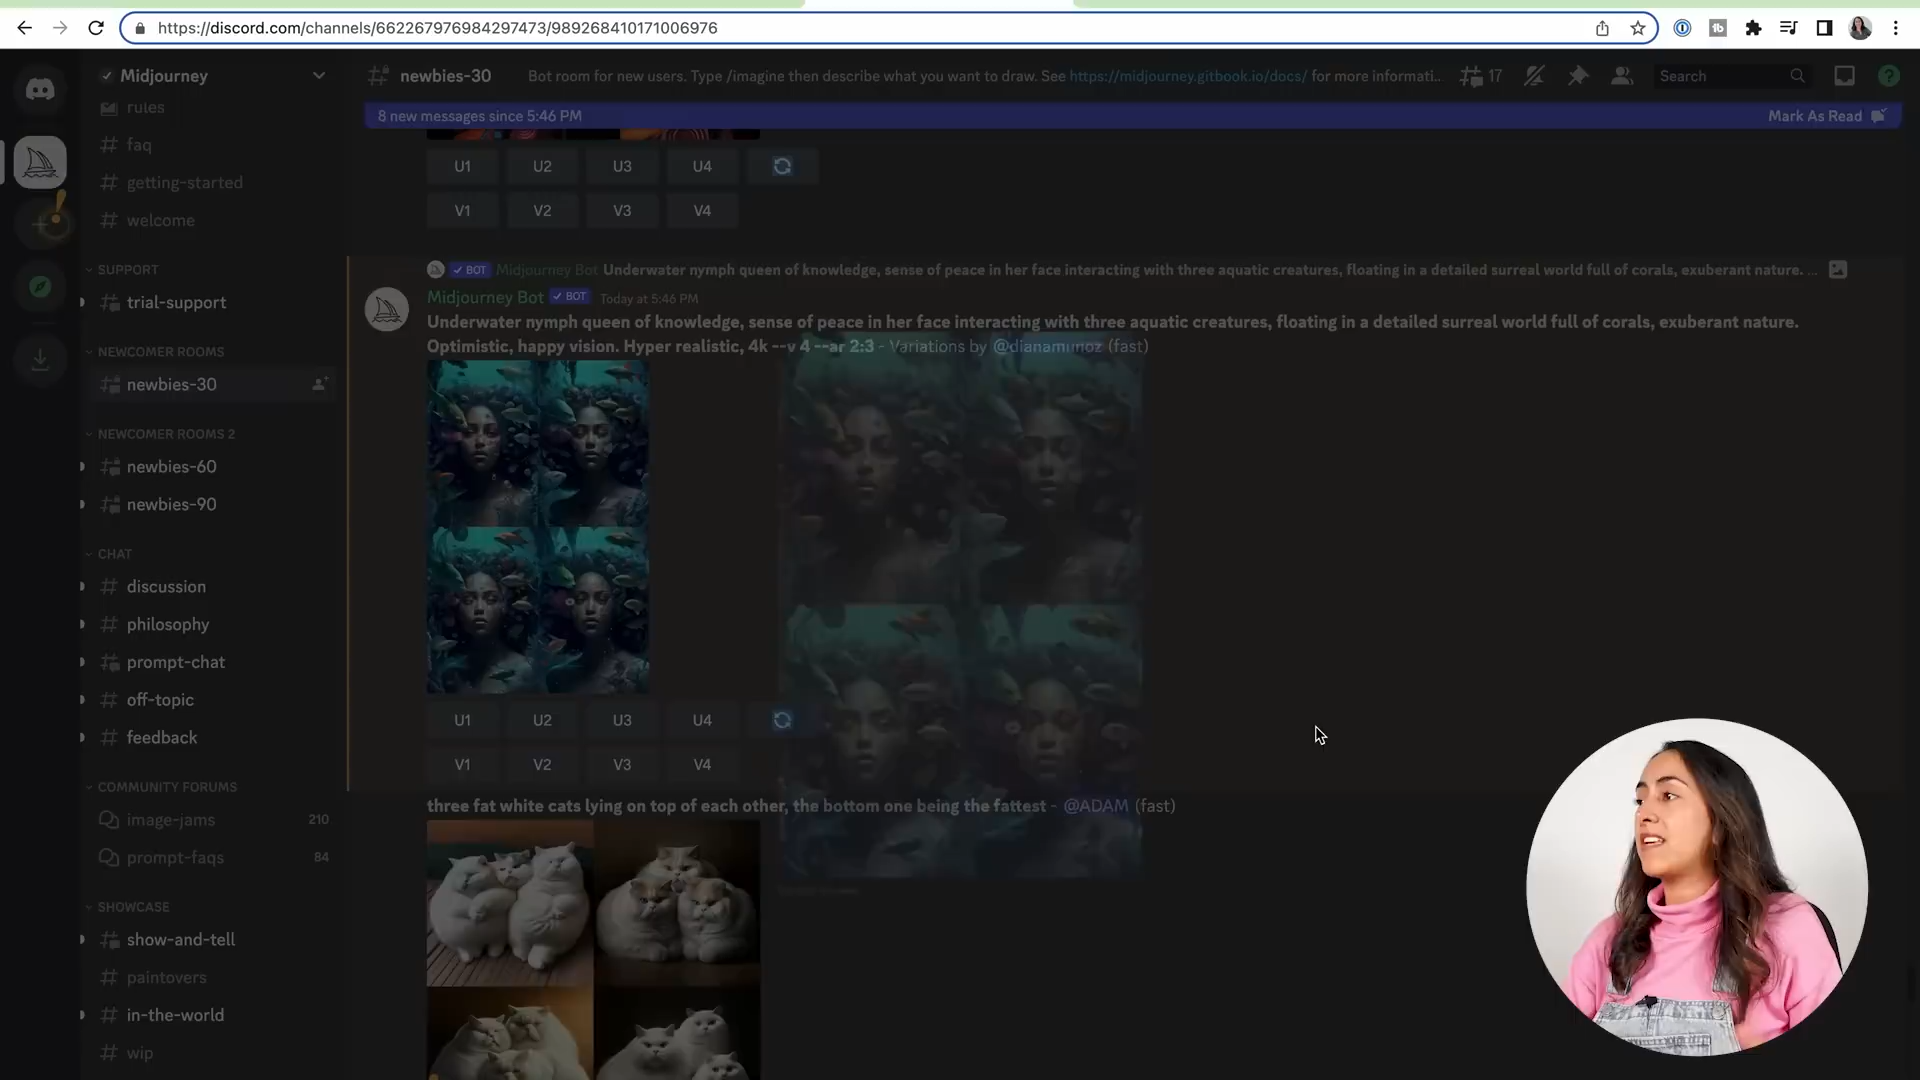 https://discord.com/channels/662267976984297473/989268410171006976
Midjourney
rules
faq
getting-started
welcome
SUPPORT
trial-support
NEWCOMER ROOMS
newbies-30
NEWCOMER ROOMS 2
newbies-60
newbies-90
CHAT
discussion
philosophy
prompt-chat
off-topic
feedback
COMMUNITY FORUMS
image-jams 210
prompt-faqs 84
SHOWCASE
show-and-tell
paintovers
in-the-world
wip
newbies-30 Bot room for new users. Type /imagine then describe what you want to draw. See https://midjourney.gitbook.io/docs/ for more informati... 17 Search
8 new messages since 5:46 PM Mark As Read
U1 U2 U3 U4
V1 V2 V3 V4
BOT Midjourney Bot Underwater nymph queen of knowledge, sense of peace in her face interacting with three aquatic creatures, floating in a detailed surreal world full of corals, exuberant nature. ...
Midjourney Bot BOT Today at 5:46 PM
Underwater nymph queen of knowledge, sense of peace in her face interacting with three aquatic creatures, floating in a detailed surreal world full of corals, exuberant nature.
Optimistic, happy vision. Hyper realistic, 4k --v 4 --ar 2:3 - Variations by @dianamunoz (fast)
U1 U2 U3 U4
V1 V2 V3 V4
three fat white cats lying on top of each other, the bottom one being the fattest - @ADAM (fast)